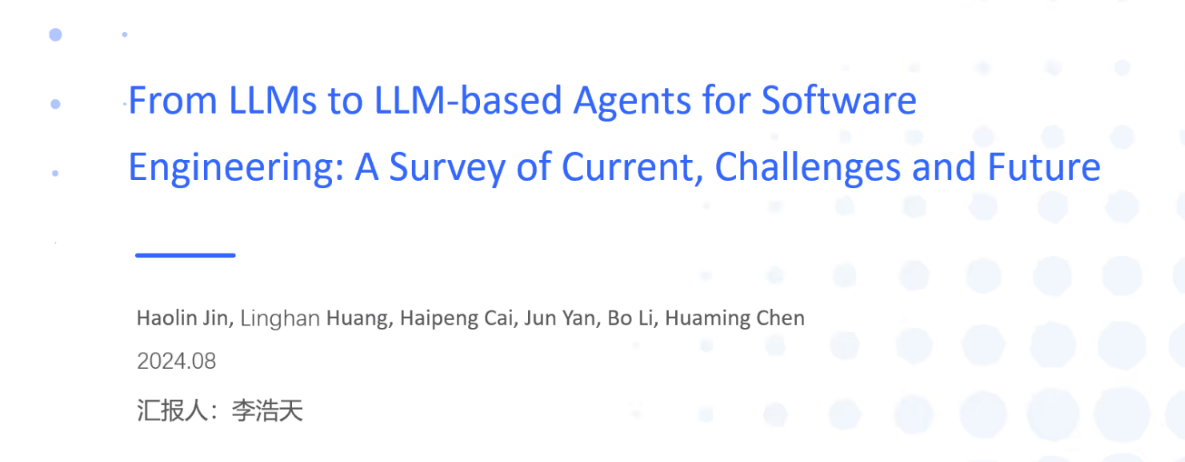 From LLMs to LLM-based Agents for Software
Engineering: A Survey of Current, Challenges and Future
Haolin Jin, Linghan Huang, Haipeng Cai, Jun Yan, Bo Li, Huaming Chen
2024.08
汇报人：李浩天